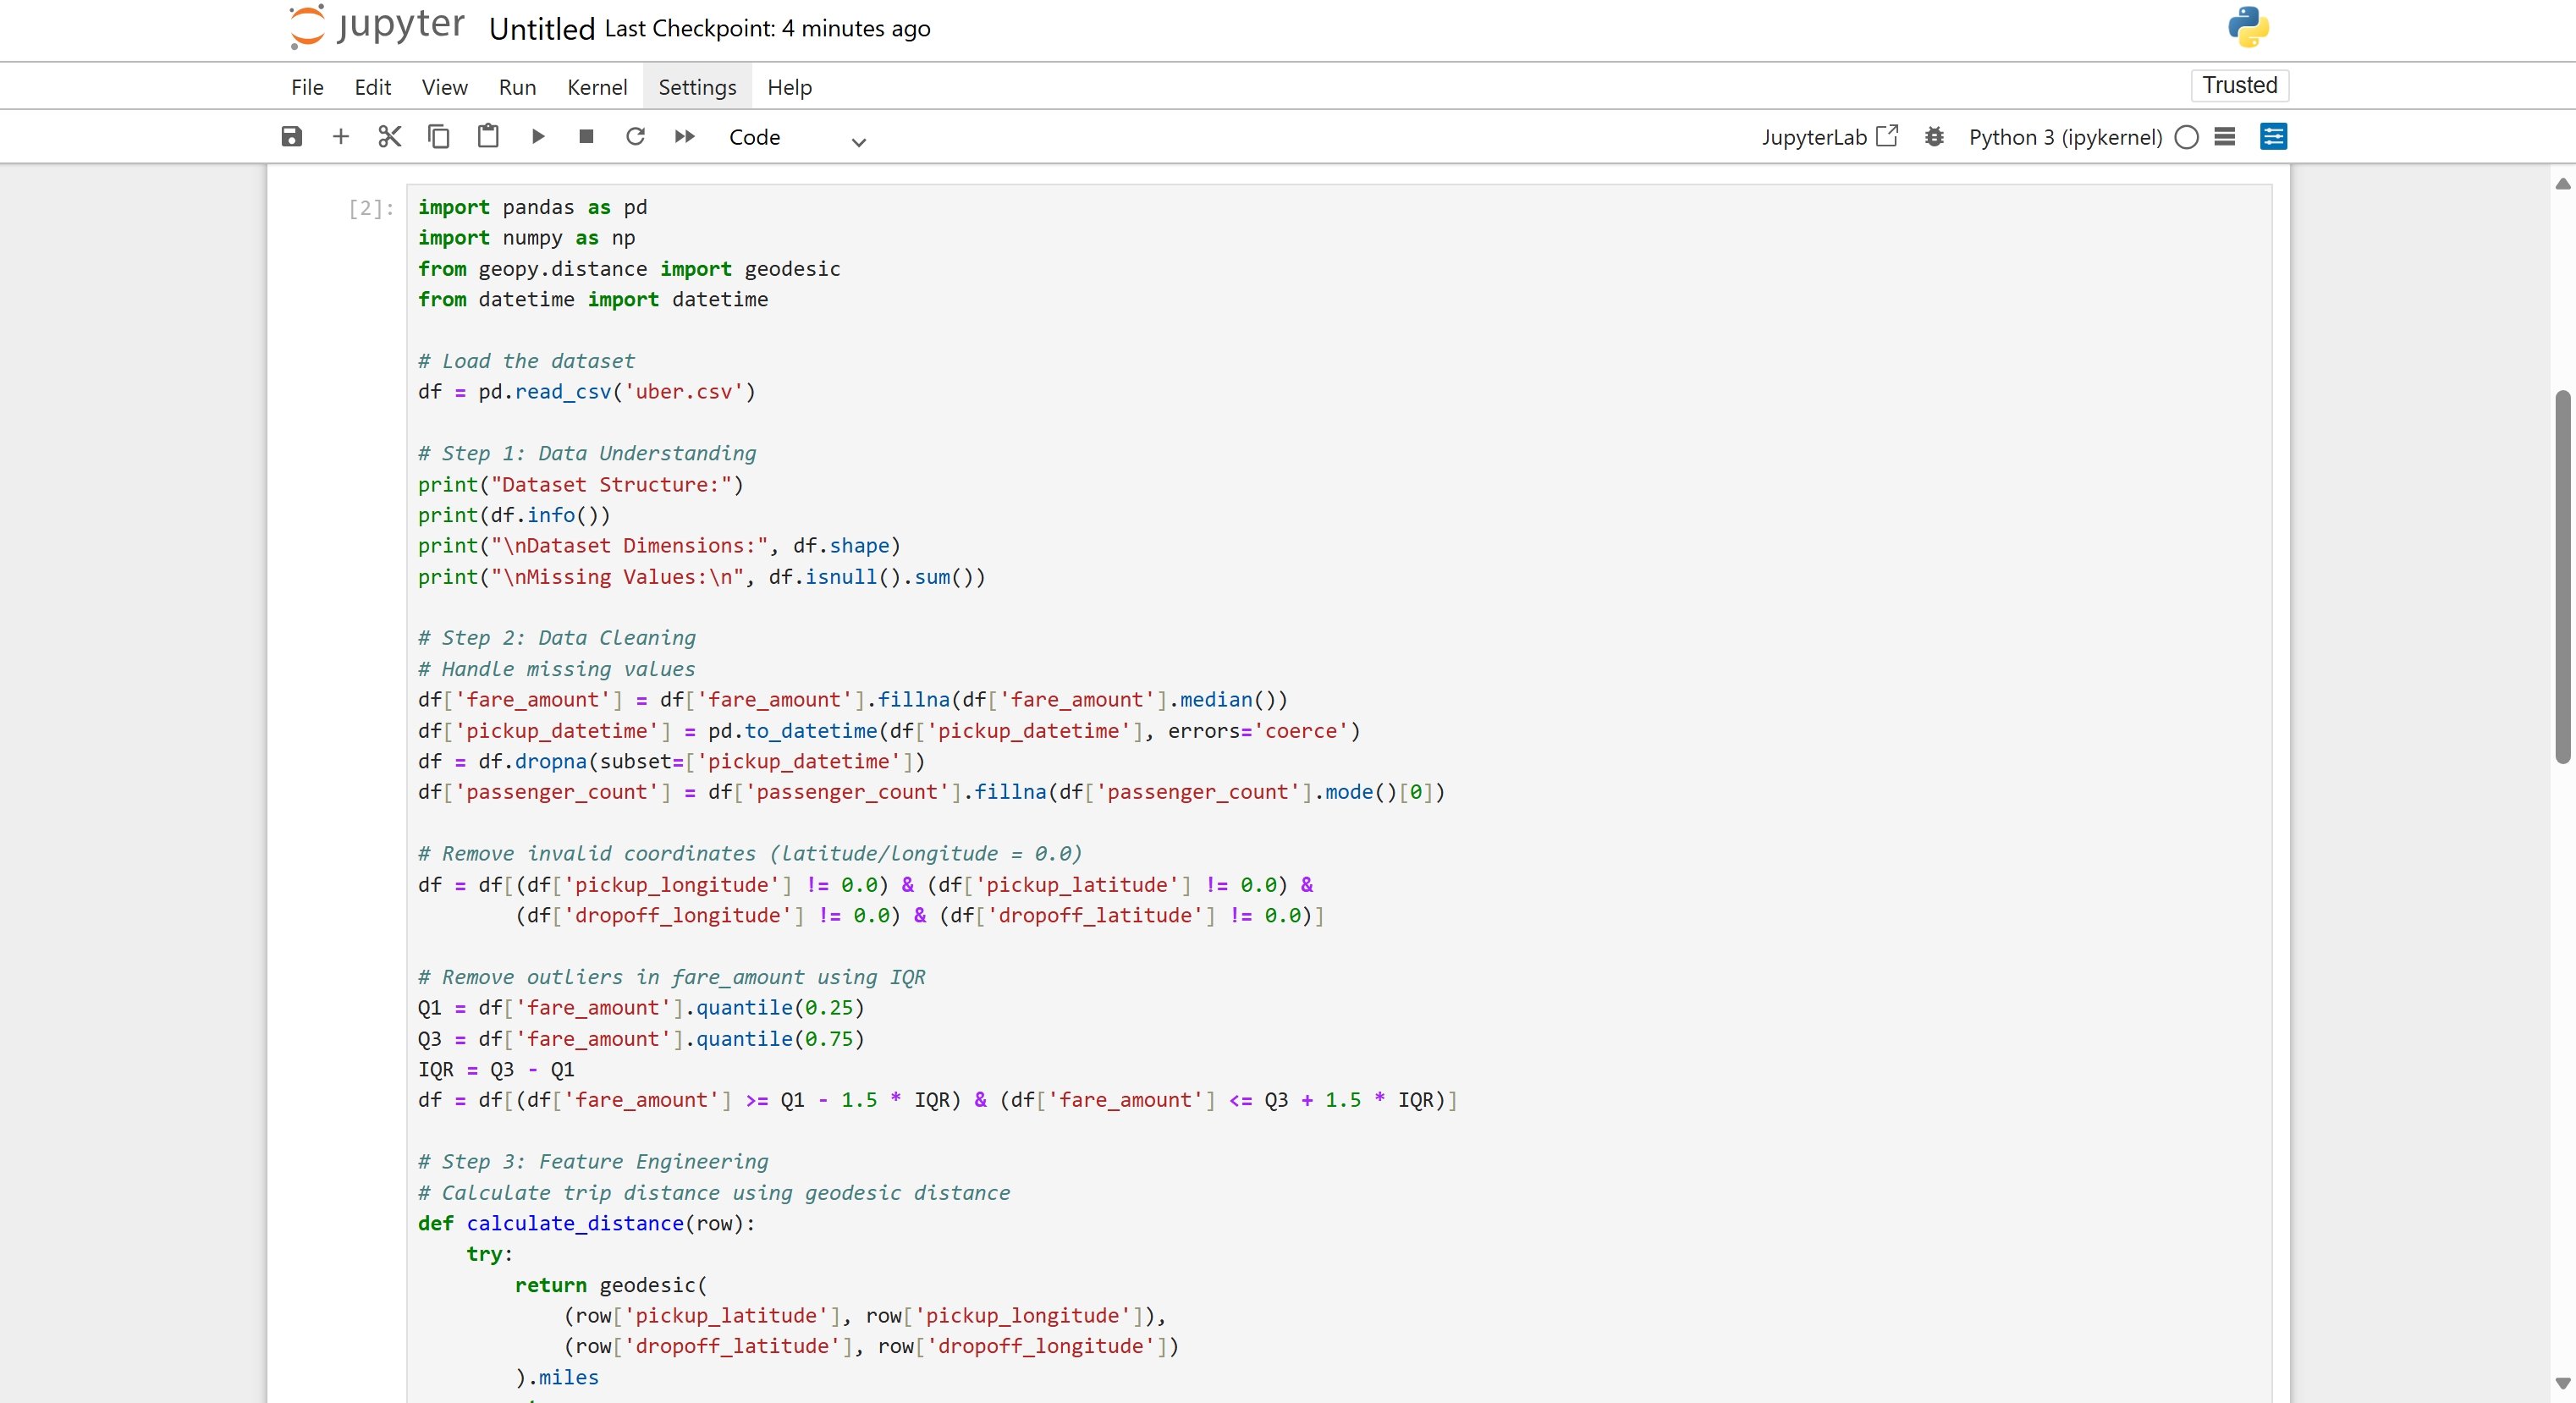 jupyter Untitled Last Checkpoint: 4 minutes ago
File Edit View Run Kernel Settings Help Trusted
Code JupyterLab Python 3 (ipykernel)
[2]: import pandas as pd
import numpy as np
from geopy.distance import geodesic
from datetime import datetime
# Load the dataset
df = pd.read_csv('uber.csv')
# Step 1: Data Understanding
print("Dataset Structure:")
print(df.info())
print("\nDataset Dimensions:", df.shape)
print("\nMissing Values:\n", df.isnull().sum())
# Step 2: Data Cleaning
# Handle missing values
df['fare_amount'] = df['fare_amount'].fillna(df['fare_amount'].median())
df['pickup_datetime'] = pd.to_datetime(df['pickup_datetime'], errors='coerce')
df = df.dropna(subset=['pickup_datetime'])
df['passenger_count'] = df['passenger_count'].fillna(df['passenger_count'].mode()[0])
# Remove invalid coordinates (latitude/longitude = 0.0)
df = df[(df['pickup_longitude'] != 0.0) & (df['pickup_latitude'] != 0.0) &
        (df['dropoff_longitude'] != 0.0) & (df['dropoff_latitude'] != 0.0)]
# Remove outliers in fare_amount using IQR
Q1 = df['fare_amount'].quantile(0.25)
Q3 = df['fare_amount'].quantile(0.75)
IQR = Q3 - Q1
df = df[(df['fare_amount'] >= Q1 - 1.5 * IQR) & (df['fare_amount'] <= Q3 + 1.5 * IQR)]
# Step 3: Feature Engineering
# Calculate trip distance using geodesic distance
def calculate_distance(row):
    try:
        return geodesic(
            (row['pickup_latitude'], row['pickup_longitude']),
            (row['dropoff_latitude'], row['dropoff_longitude'])
        ).miles